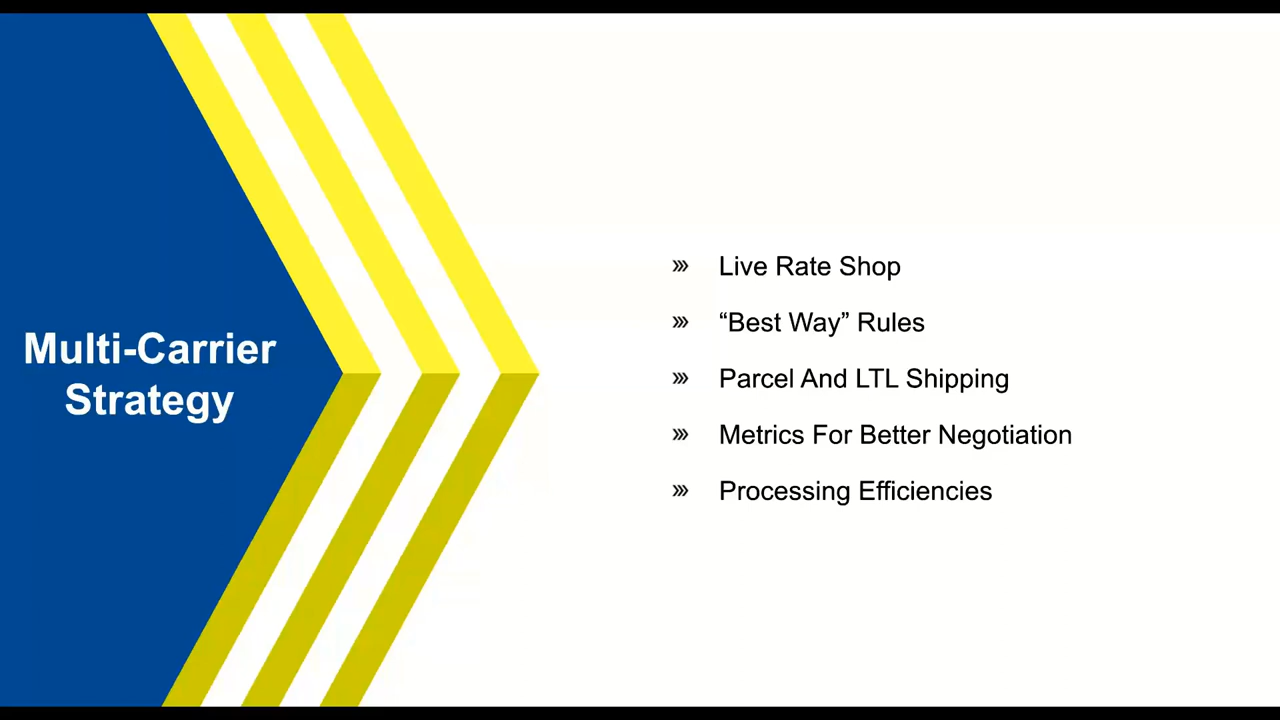 Multi-Carrier
Strategy
Live Rate Shop
“Best Way” Rules
Parcel And LTL Shipping
Metrics For Better Negotiation
Processing Efficiencies